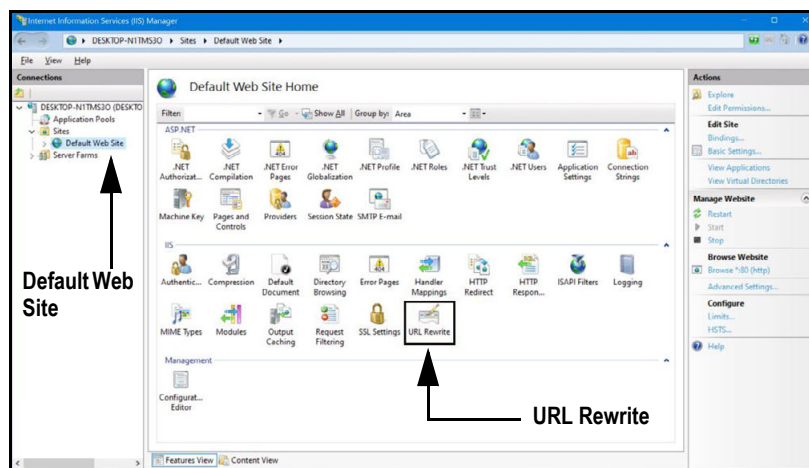 Internet Information Services (IIS) Manager
DESKTOP-N1TMS3O
Sites
Default Web Site
File View Help
Connections
DESKTOP-N1TMS3O (DESKTO
Application Pools
Sites
Default Web Site
Server Farms
Default Web
Site
Default Web Site Home
Filter: Go Show All Group by: Area
ASP.NET
.NET Authorizat...
.NET Compilation
.NET Error Pages
.NET Globalization
.NET Profile
.NET Roles
.NET Trust Levels
.NET Users
Application Settings
Connection Strings
Machine Key
Pages and Controls
Providers
Session State
SMTP E-mail
IIS
Authentic...
Compression
Default Document
Directory Browsing
Error Pages
Handler Mappings
HTTP Redirect
HTTP Respon...
ISAPI Filters
Logging
MIME Types
Modules
Output Caching
Request Filtering
SSL Settings
URL Rewrite
Management
Configurat... Editor
URL Rewrite
Features View Content View
Actions
Explore
Edit Permissions...
Edit Site
Bindings...
Basic Settings...
View Applications
View Virtual Directories
Manage Website
Restart
Start
Stop
Browse Website
Browse *:80 (http)
Advanced Settings...
Configure
Limits...
HSTS...
Help